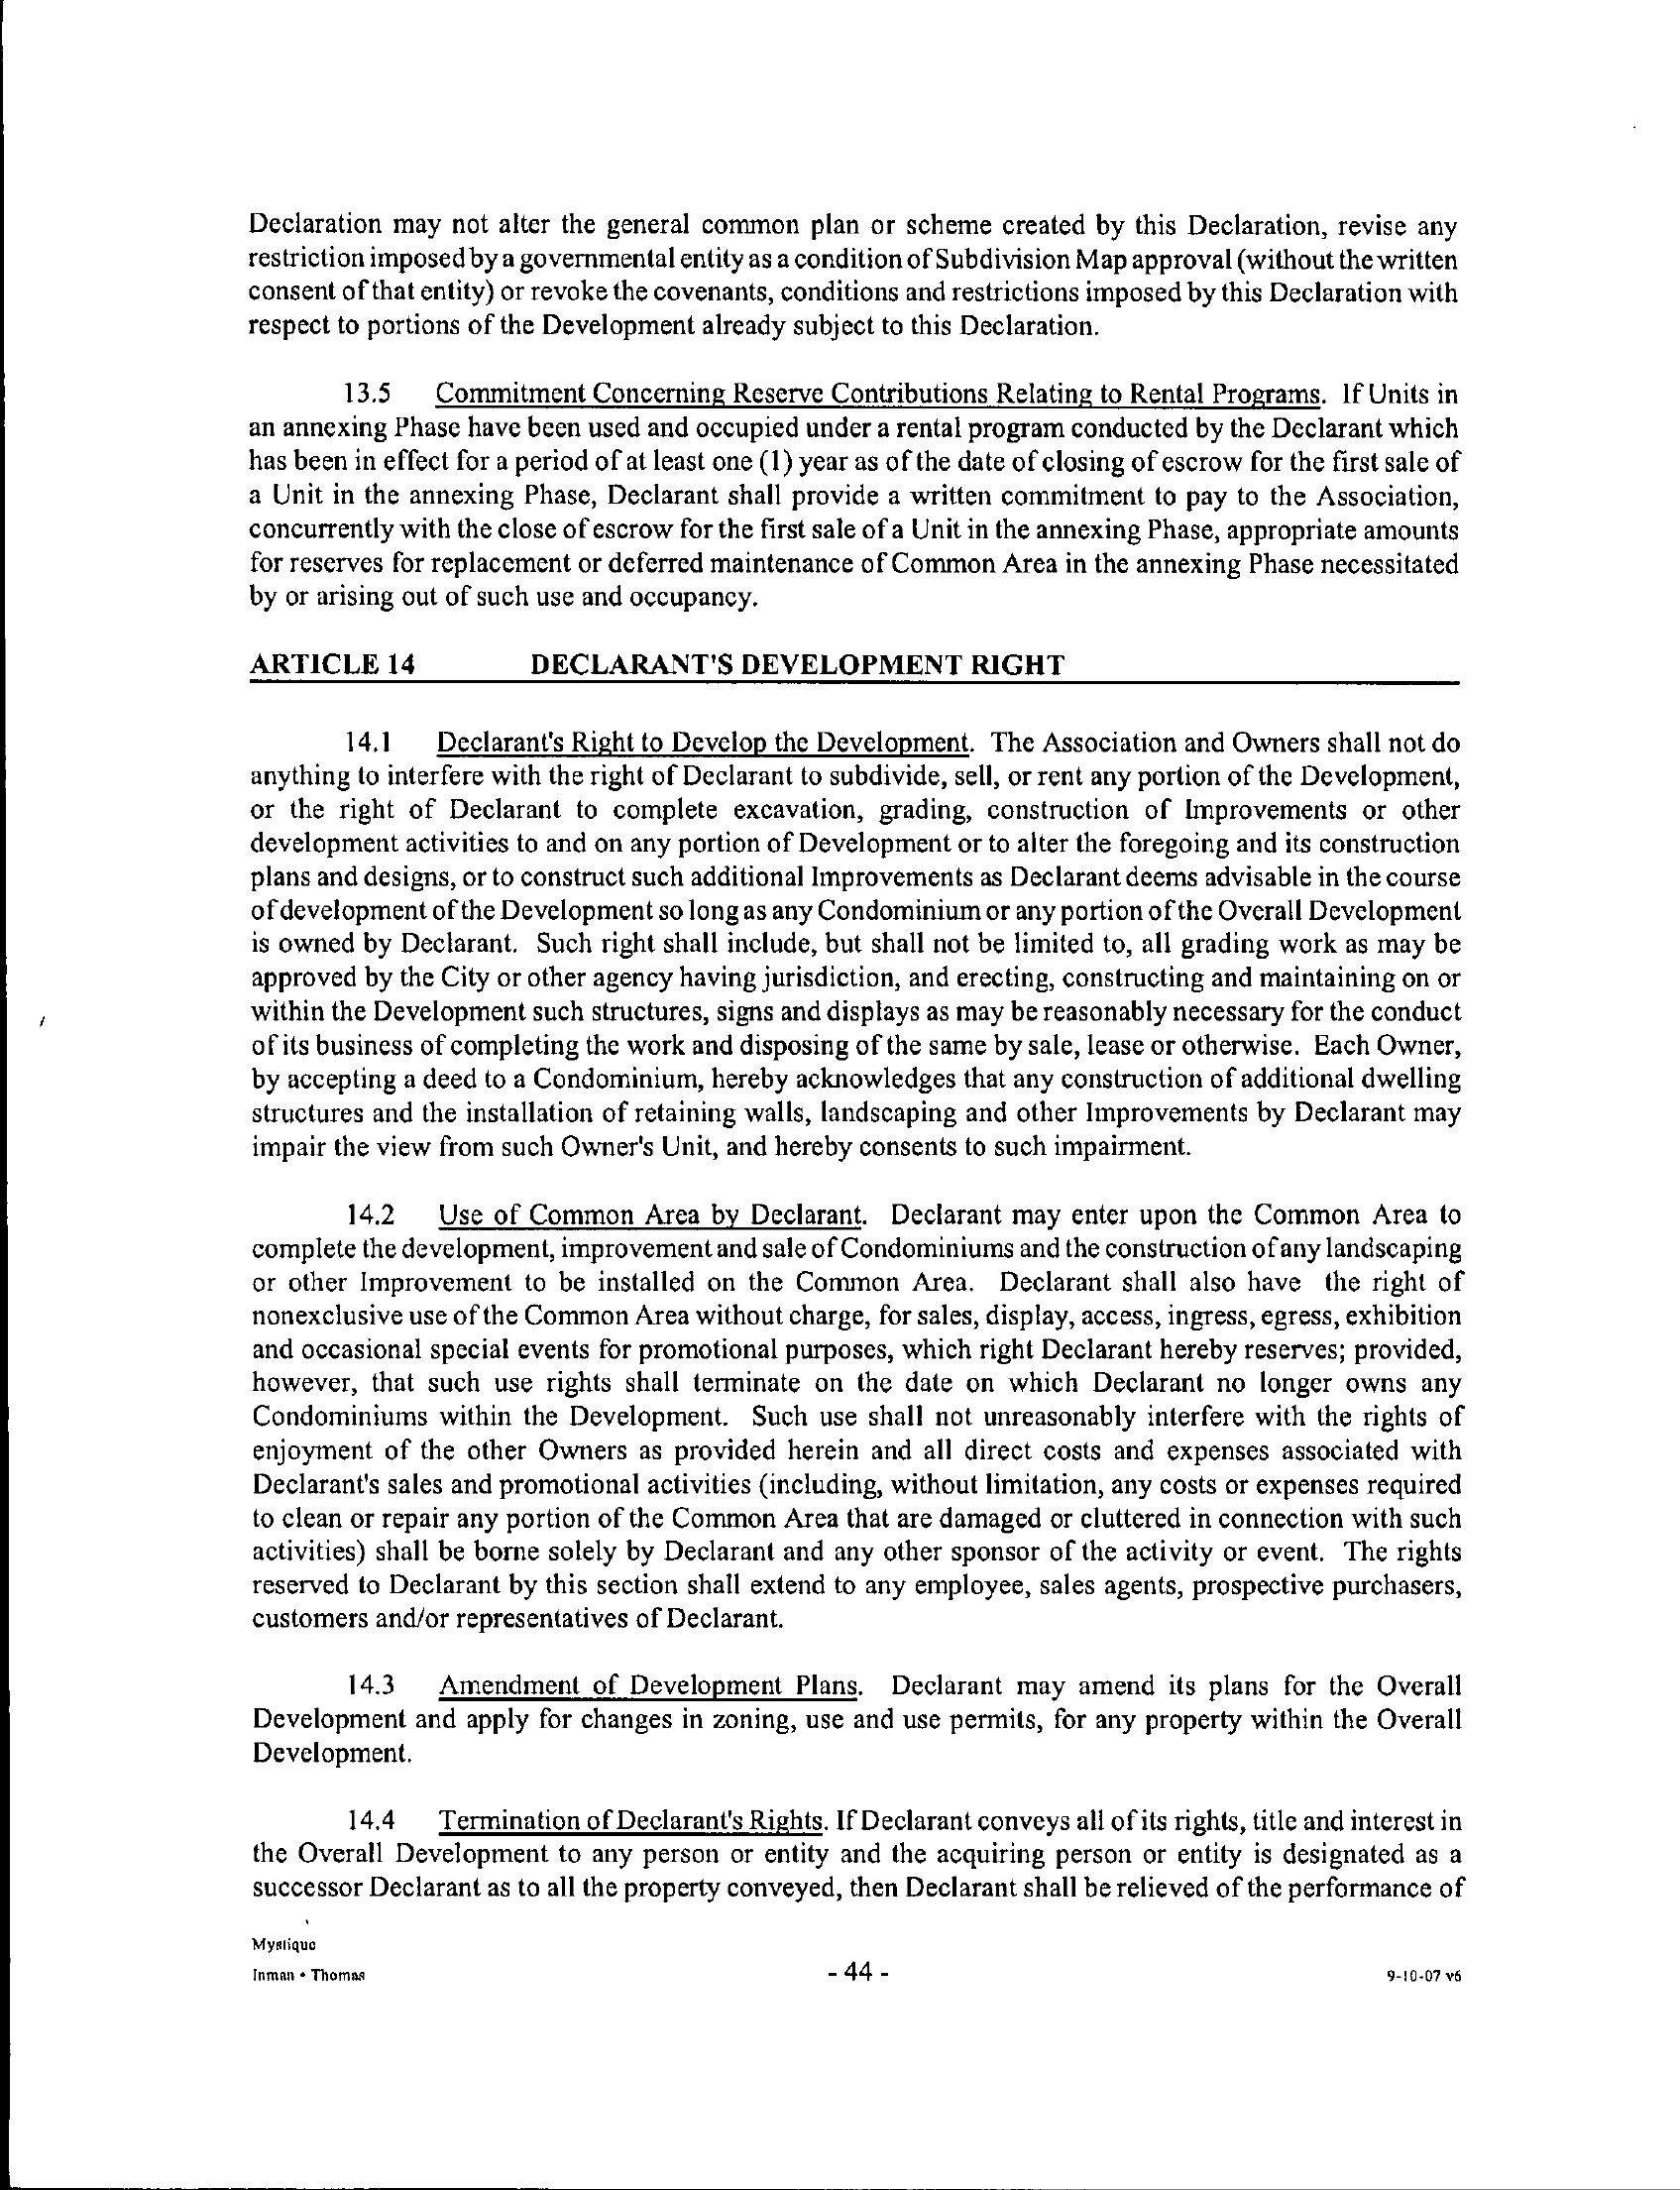 Declaration may not alter the general common plan or scheme created by this Declaration, revise any
restriction imposed by a governmental entity as a condition of Subdivision Map approval (without the written
consent of that entity) or revoke the covenants, conditions and restrictions imposed by this Declaration with
respect to portions of the Development already subject to this Declaration.
13.5 Commitment Concerning Reserve Contributions Relating to Rental Programs. If Units in
an annexing Phase have been used and occupied under a rental program conducted by the Declarant which
has been in effect for a period of at least one (1) year as of the date of closing of escrow for the first sale of
a Unit in the annexing Phase, Declarant shall provide a written commitment to pay to the Association,
concurrently with the close of escrow for the first sale of a Unit in the annexing Phase, appropriate amounts
for reserves for replacement or deferred maintenance of Common Area in the annexing Phase necessitated
by or arising out of such use and occupancy.
ARTICLE 14 DECLARANT'S DEVELOPMENT RIGHT
14.1 Declarant's Right to Develop the Development. The Association and Owners shall not do
anything to interfere with the right of Declarant to subdivide, sell, or rent any portion of the Development,
or the right of Declarant to complete excavation, grading, construction of Improvements or other
development activities to and on any portion of Development or to alter the foregoing and its construction
plans and designs, or to construct such additional Improvements as Declarant deems advisable in the course
of development of the Development so long as any Condominium or any portion of the Overall Development
is owned by Declarant. Such right shall include, but shall not be limited to, all grading work as may be
approved by the City or other agency having jurisdiction, and erecting, constructing and maintaining on or
within the Development such structures, signs and displays as may be reasonably necessary for the conduct
of its business of completing the work and disposing of the same by sale, lease or otherwise. Each Owner,
by accepting a deed to a Condominium, hereby acknowledges that any construction of additional dwelling
structures and the installation of retaining walls, landscaping and other Improvements by Declarant may
impair the view from such Owner's Unit, and hereby consents to such impairment.
14.2 Use of Common Area by Declarant. Declarant may enter upon the Common Area to
complete the development, improvement and sale of Condominiums and the construction of any landscaping
or other Improvement to be installed on the Common Area. Declarant shall also have the right of
nonexclusive use of the Common Area without charge, for sales, display, access, ingress, egress, exhibition
and occasional special events for promotional purposes, which right Declarant hereby reserves; provided,
however, that such use rights shall terminate on the date on which Declarant no longer owns any
Condominiums within the Development. Such use shall not unreasonably interfere with the rights of
enjoyment of the other Owners as provided herein and all direct costs and expenses associated with
Declarant's sales and promotional activities (including, without limitation, any costs or expenses required
to clean or repair any portion of the Common Area that are damaged or cluttered in connection with such
activities) shall be borne solely by Declarant and any other sponsor of the activity or event. The rights
reserved to Declarant by this section shall extend to any employee, sales agents, prospective purchasers,
customers and/or representatives of Declarant.
14.3 Amendment of Development Plans. Declarant may amend its plans for the Overall
Development and apply for changes in zoning, use and use permits, for any property within the Overall
Development.
14.4 Termination of Declarant's Rights. If Declarant conveys all of its rights, title and interest in
the Overall Development to any person or entity and the acquiring person or entity is designated as a
successor Declarant as to all the property conveyed, then Declarant shall be relieved of the performance of
Mystique
Inman • Thomas - 44 - 9-10-07 v6